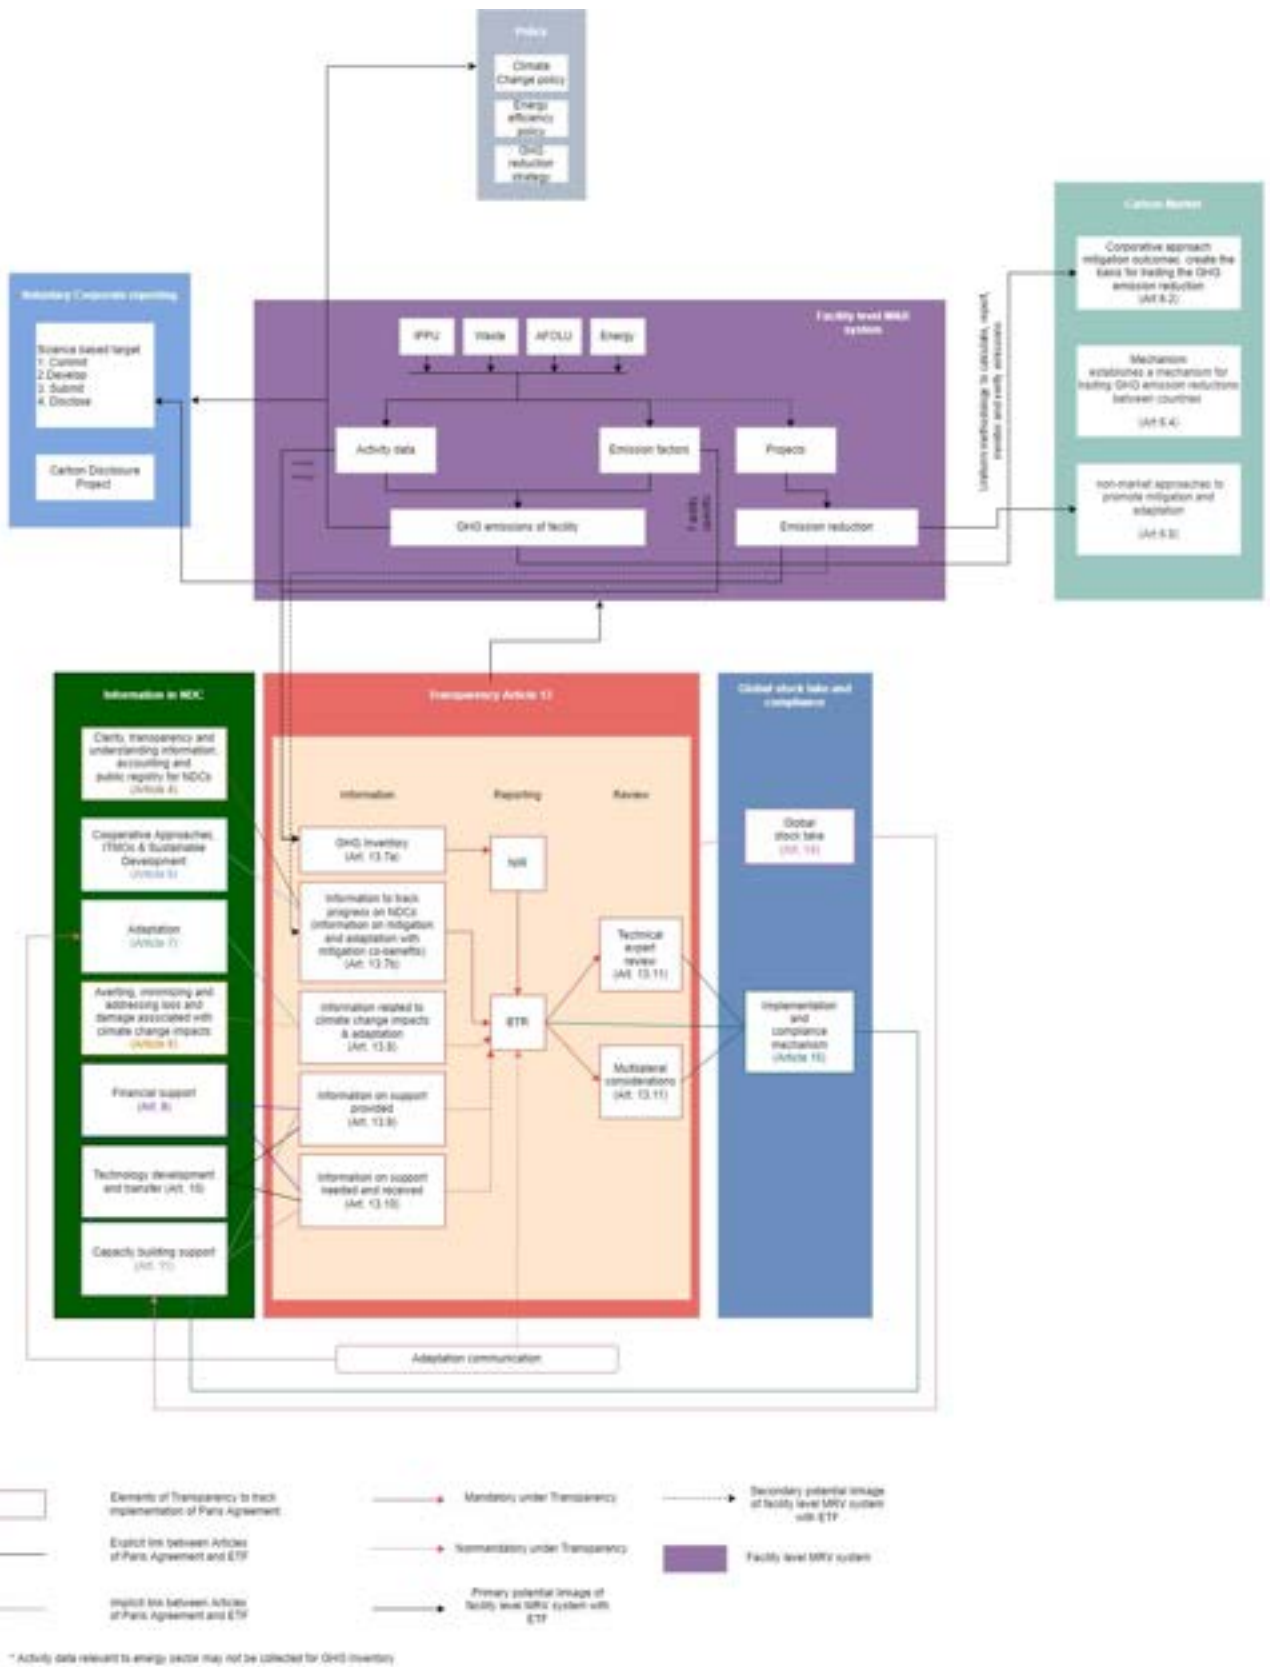 Policy
Climate
Change policy
Energy
efficiency
policy
GHG
reduction
strategy
Carbon Market
Corporative approach
mitigation outcomes, create the
basis for trading the GHG
emission reduction
(Art 6.2)
Mechanism
establishes a mechanism for
trading GHG emission reductions
between countries
(Art 6.4)
non-market approaches to
promote mitigation and
adaptation
(Art 6.8)
Uniform methodology to calculate, report,
monitor and verify emissions
Voluntary Corporate reporting
Science based target
1. Commit
2 Develop
3. Submit
4. Disclose
Carbon Disclosure
Project
Facility level MRV
system
IPPU
Waste
AFOLU
Energy
Activity data
Emission factors
Projects
GHG emissions of facility
Emission reduction
Information in NDC
Clarity, transparency and
understanding information,
accounting and
public registry for NDCs
(Article 4)
Cooperative Approaches,
ITMOs & Sustainable
Development
(Article 6)
Adaptation
(Article 7)
Averting, minimizing and
addressing loss and
damage associated with
climate change impacts
(Article 8)
Financial support
(Art. 9)
Technology development
and transfer (Art. 10)
Capacity building support
(Art. 11)
Transparency Article 13
Information
Reporting
Review
GHG Inventory
(Art. 13.7a)
Information to track
progress on NDCs
(information on mitigation
and adaptation with
mitigation co-benefits)
(Art. 13.7b)
Information related to
climate change impacts
& adaptation
(Art. 13.8)
Information on support
provided
(Art. 13.9)
Information on support
needed and received
(Art. 13.10)
NIR
BTR
Technical
expert
review
(Art. 13.11)
Multilateral
considerations
(Art. 13.11)
Global stock take and
compliance
Global
stock take
(Art. 14)
Implementation
and
compliance
mechanism
(Article 15)
Adaptation communication
Elements of Transparency to track
implementation of Paris Agreement
Explicit link between Articles
of Paris Agreement and ETF
Implicit link between Articles
of Paris Agreement and ETF
Mandatory under Transparency
Nonmandatory under Transparency
Primary potential linkage of
facility level MRV system with
ETF
Secondary potential linkage
of facility level MRV system
with ETF
Facility level MRV system
* Activity data relevant to energy sector may not be collected for GHG Inventory